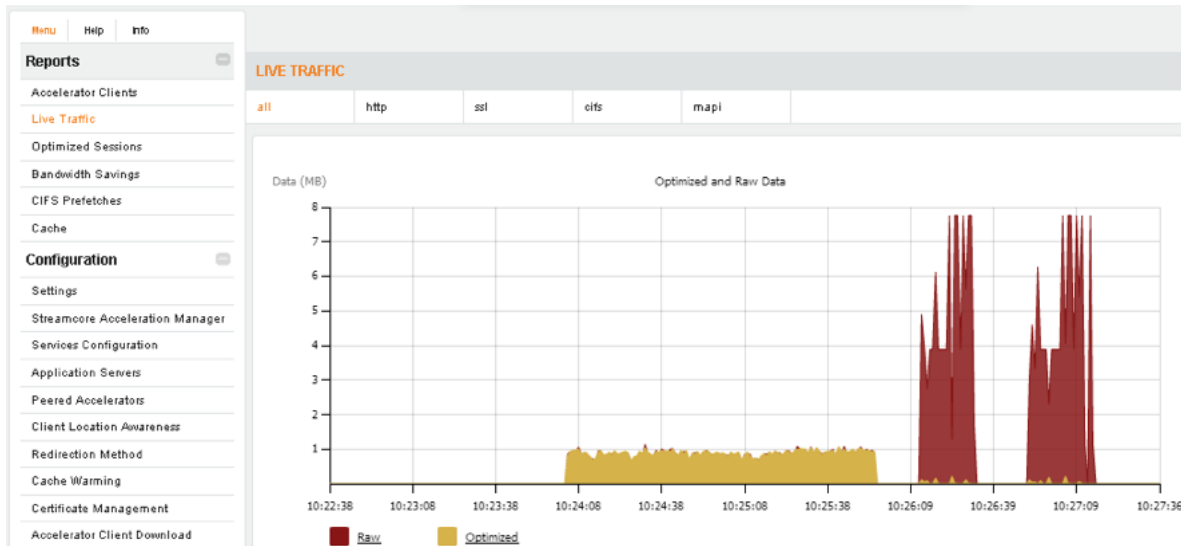 Menu Help Info
Reports
Accelerator Clients
Live Traffic
Optimized Sessions
Bandwidth Savings
CIFS Prefetches
Cache
Configuration
Settings
Streamcore Acceleration Manager
Services Configuration
Application Servers
Peered Accelerators
Client Location Awareness
Redirection Method
Cache Warming
Certificate Management
Accelerator Client Download
LIVE TRAFFIC
all http ssl cifs mapi
Data (MB) Optimized and Raw Data
8
7
6
5
4
3
2
1
10:22:38 10:23:08 10:23:38 10:24:08 10:24:38 10:25:08 10:25:38 10:26:09 10:26:39 10:27:09 10:27:36
Raw Optimized